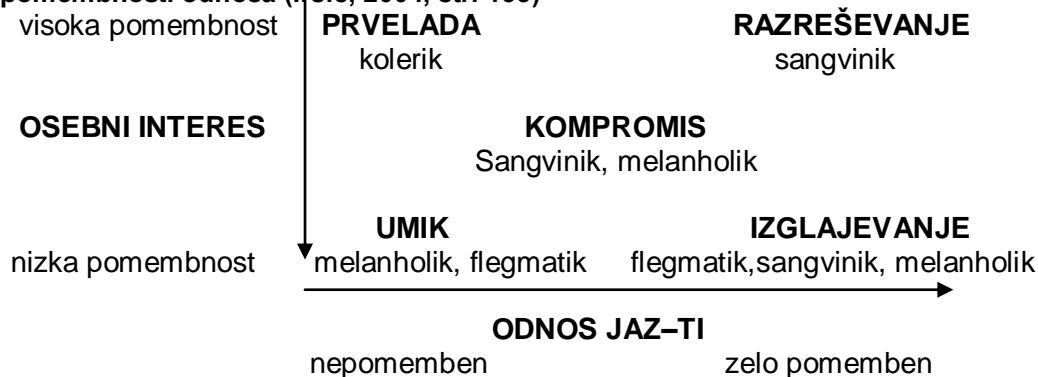 visoka pomembnost PRVELADA RAZREŠEVANJE
kolerik sangvinik
OSEBNI INTERES KOMPROMIS
Sangvinik, melanholik
UMIK IZGLAJEVANJE
nizka pomembnost melanholik, flegmatik flegmatik,sangvinik, melanholik
ODNOS JAZ–TI
nepomemben zelo pomemben